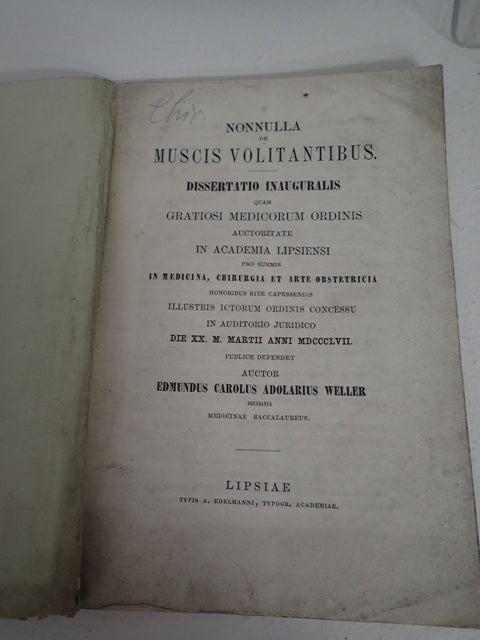 Chir.
NONNULLA
DE
MUSCIS VOLITANTIBUS.
DISSERTATIO INAUGURALIS
QUAM
GRATIOSI MEDICORUM ORDINIS
AUCTORITATE
IN ACADEMIA LIPSIENSI
PRO SUMMIS
IN MEDICINA, CHIRURGIA ET ARTE OBSTETRICIA
HONORIBUS RITE CAPESSENDIS
ILLUSTRIS ICTORUM ORDINIS CONCESSU
IN AUDITORIO JURIDICO
DIE XX. M. MARTII ANNI MDCCCLVII.
PUBLICE DEFENDET
AUCTOR
EDMUNDUS CAROLUS ADOLARIUS WELLER
MEDICINAE BACCALAUREUS.
LIPSIAE
TYPIS A. EDELMANNI, TYPOGR. ACADEMIAE.